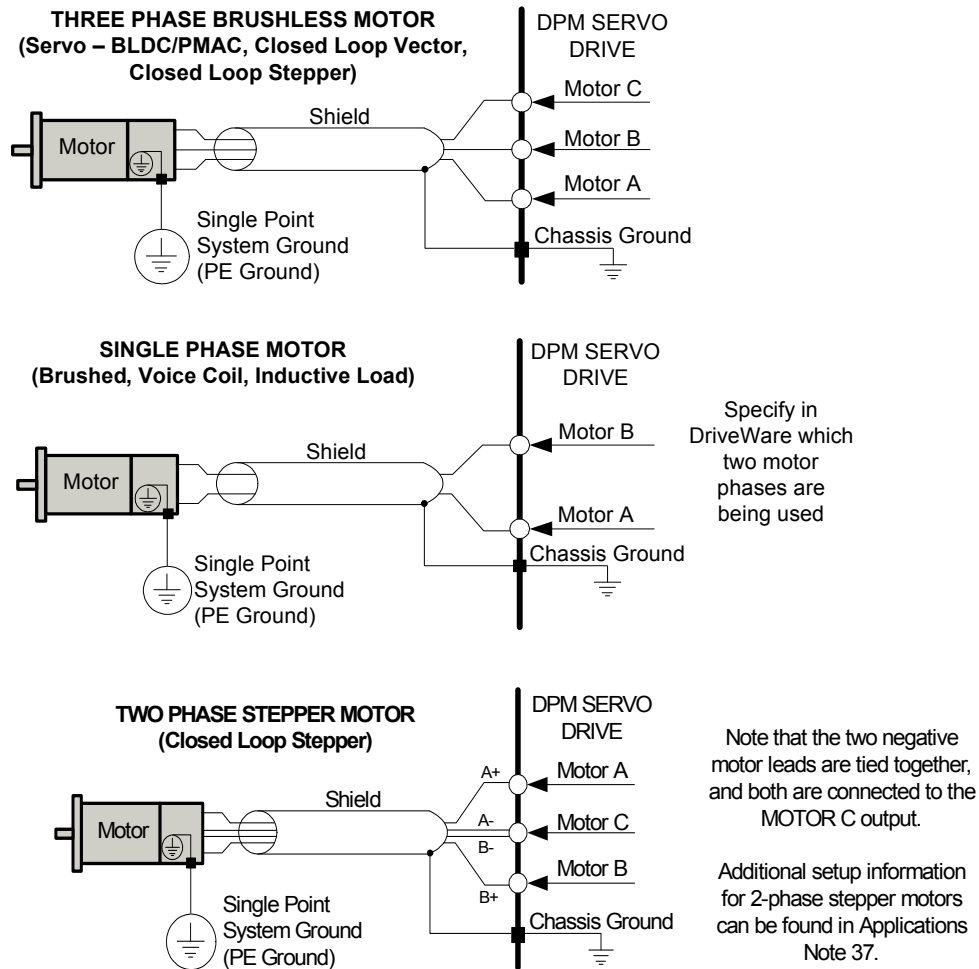 THREE PHASE BRUSHLESS MOTOR
(Servo – BLDC/PMAC, Closed Loop Vector,
Closed Loop Stepper)
DPM SERVO
DRIVE
Motor C
Shield
Motor
Motor B
Motor A
Single Point
System Ground
(PE Ground)
Chassis Ground
SINGLE PHASE MOTOR
(Brushed, Voice Coil, Inductive Load)
DPM SERVO
DRIVE
Motor B
Specify in
DriveWare which
two motor
phases are
being used
Shield
Motor
Motor A
Chassis Ground
Single Point
System Ground
(PE Ground)
TWO PHASE STEPPER MOTOR
(Closed Loop Stepper)
DPM SERVO
DRIVE
Note that the two negative
motor leads are tied together,
and both are connected to the
MOTOR C output.
A+
Motor A
Shield
A-
Motor C
Motor
B-
Motor B
B+
Additional setup information
for 2-phase stepper motors
can be found in Applications
Note 37.
Single Point
System Ground
(PE Ground)
Chassis Ground